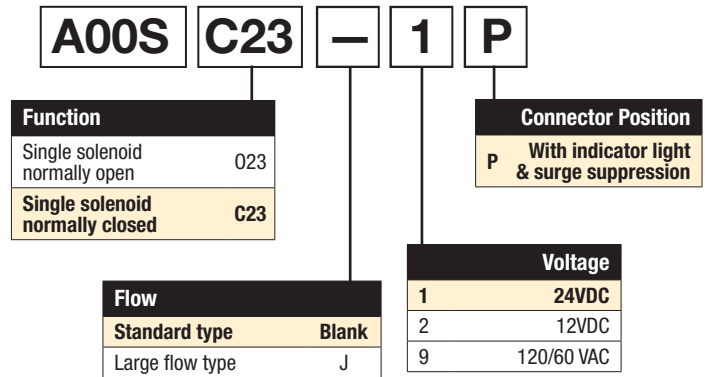 A00S C23 — 1 P
Function
Single solenoid
normally open 023
Single solenoid
normally closed C23
Connector Position
P With indicator light
& surge suppression
Flow
Standard type Blank
Large flow type J
Voltage
1 24VDC
2 12VDC
9 120/60 VAC